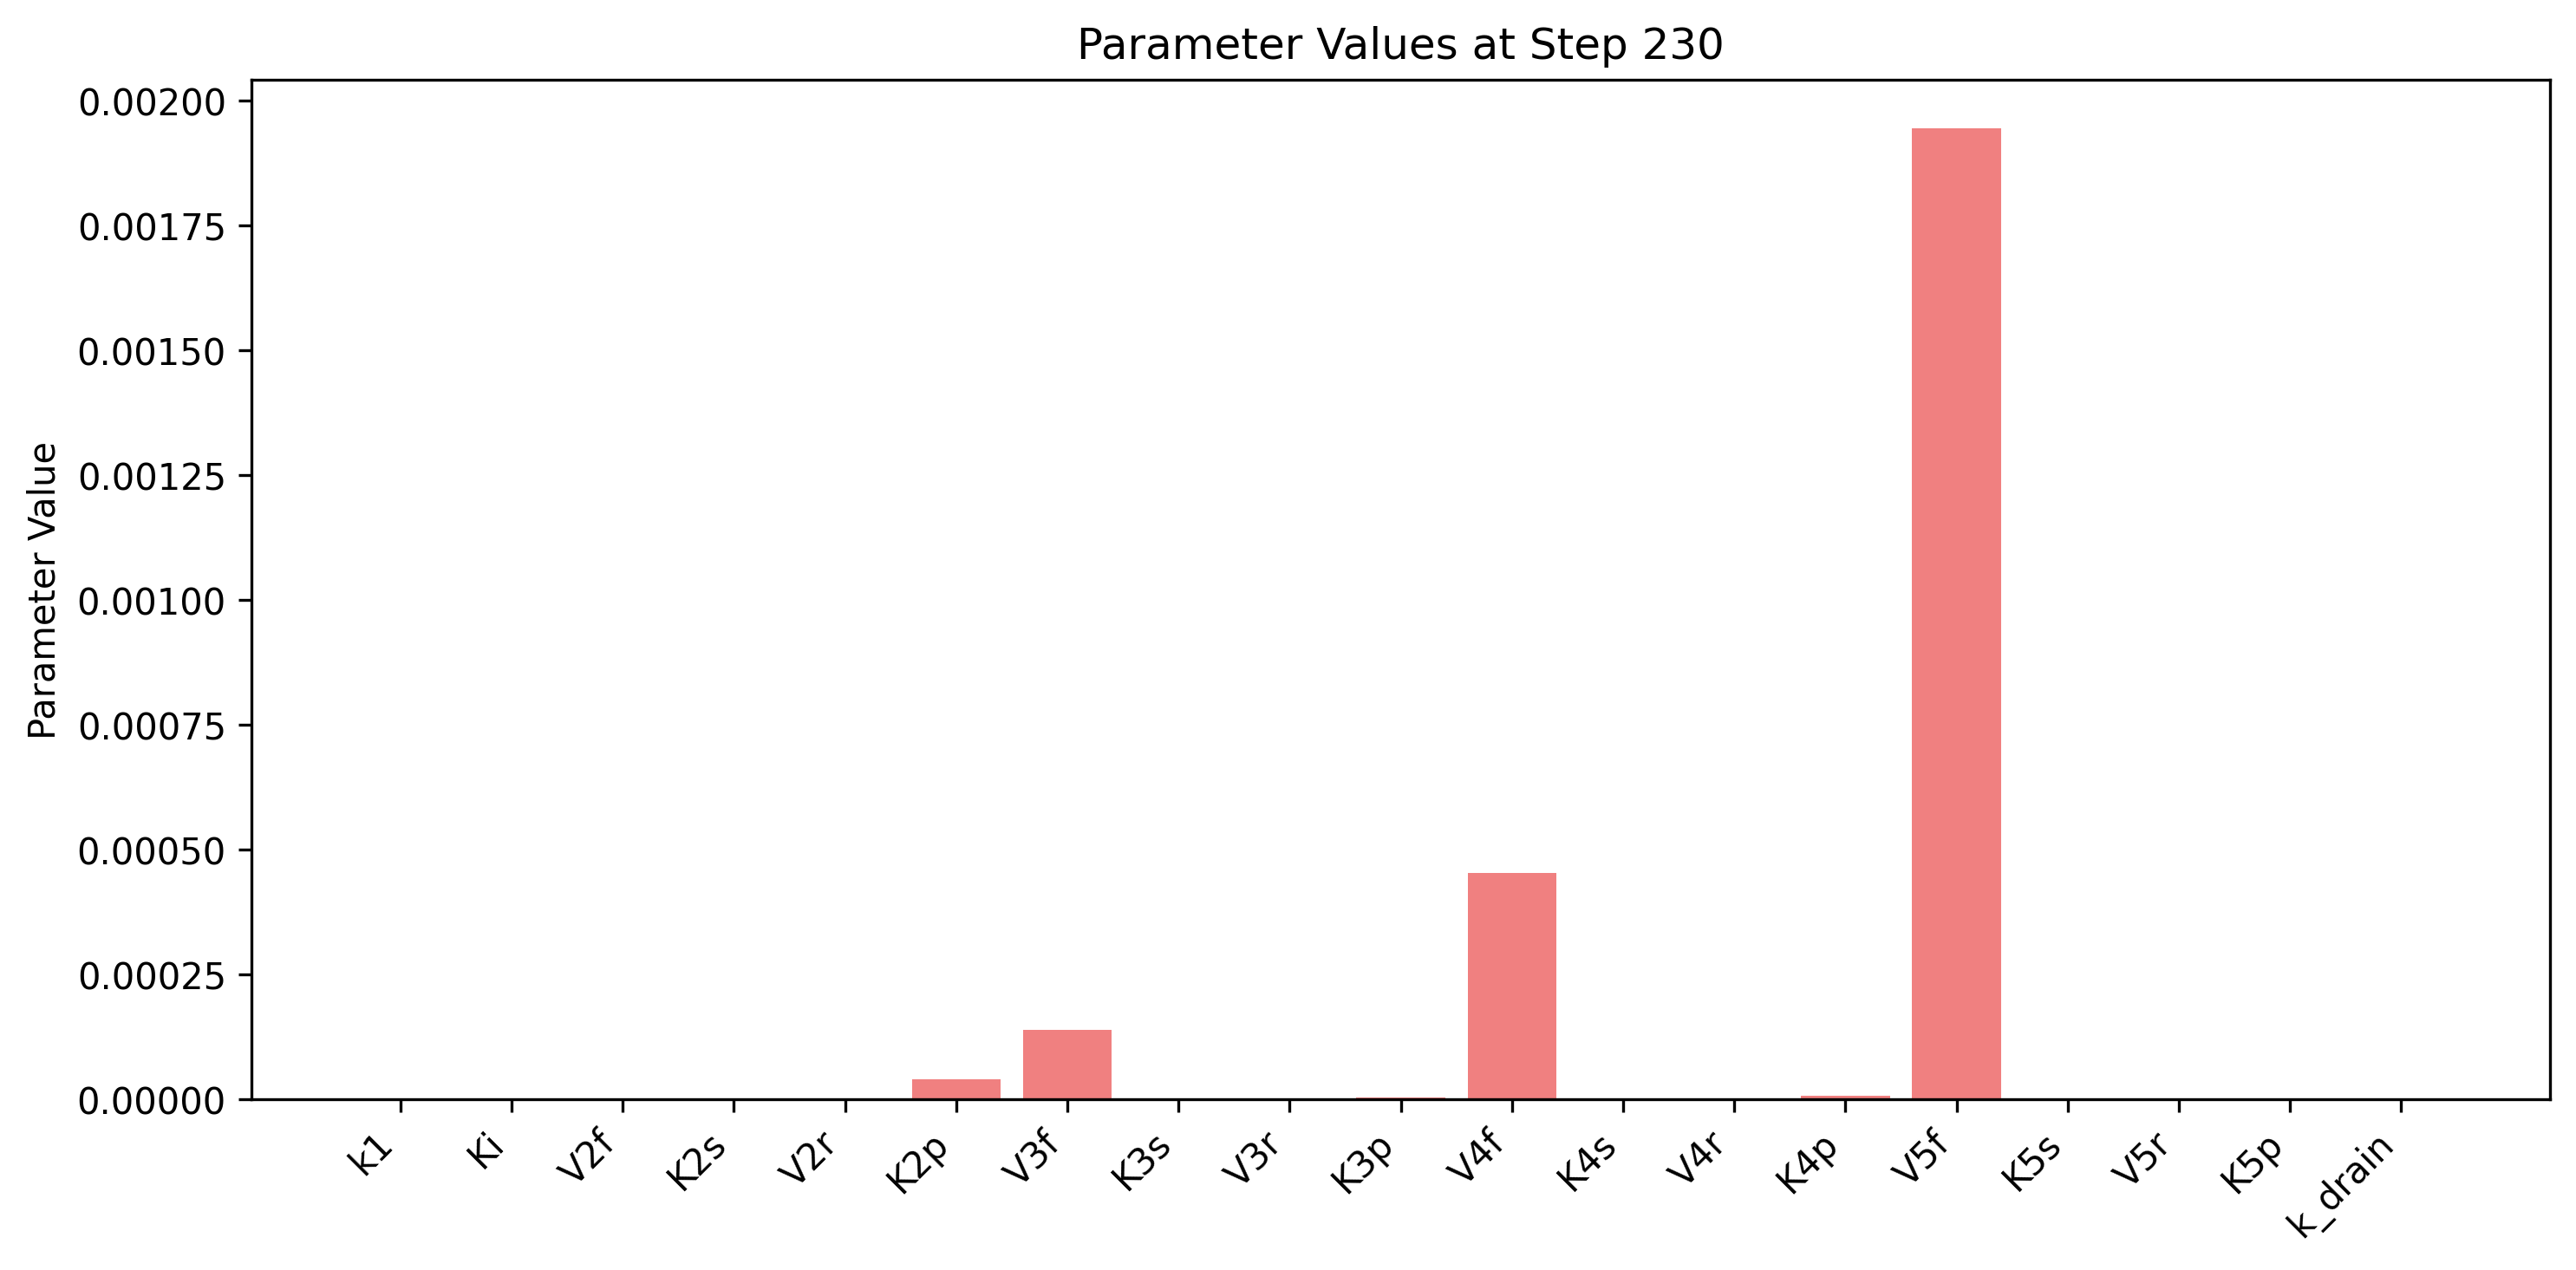 Parameter Values at Step 230
Parameter Value
0.00200
0.00175
0.00150
0.00125
0.00100
0.00075
0.00050
0.00025
0.00000
k1
Ki
V2f
K2s
V2r
K2p
V3f
K3s
V3r
K3p
V4f
K4s
V4r
K4p
V5f
K5s
V5r
K5p
k_drain